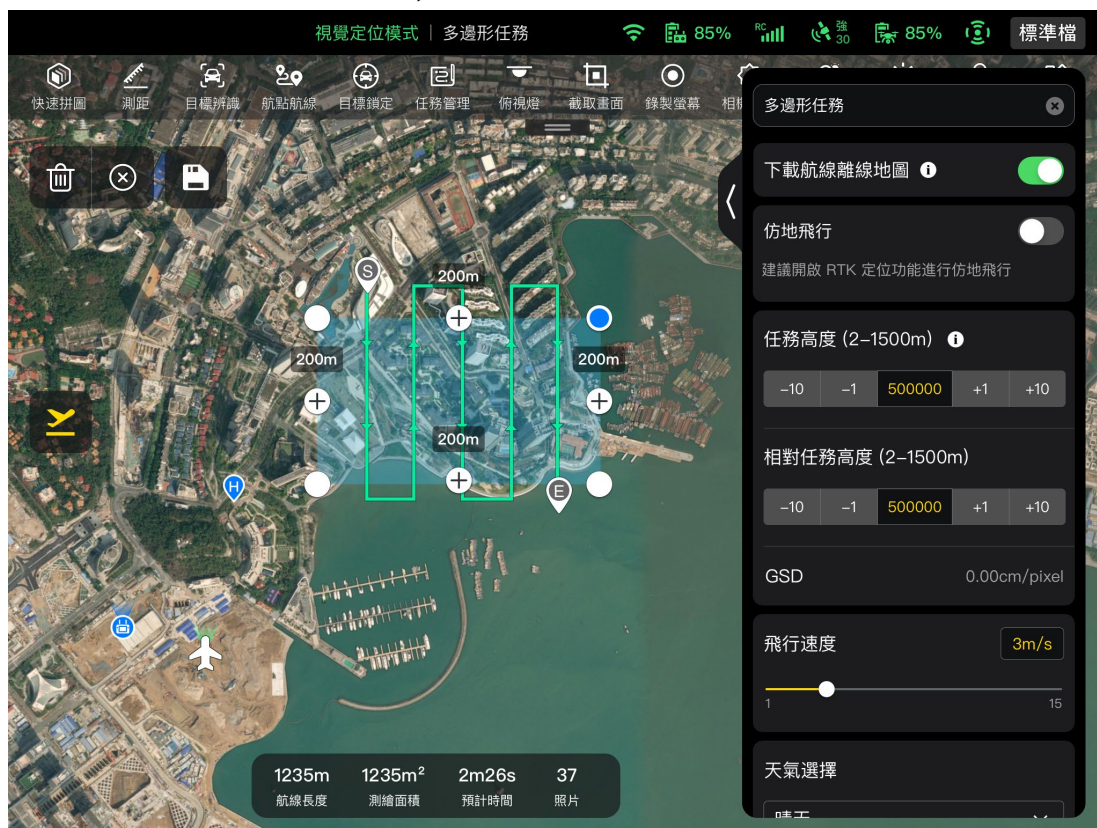 視覺定位模式 | 多邊形任務
85%
RC
強
30
85%
標準檔
快速拼圖
測距
目標辨識
航點航線
目標鎖定
任務管理
俯視燈
截取畫面
錄製螢幕
多邊形任務
下載航線離線地圖
仿地飛行
建議開啟 RTK 定位功能進行仿地飛行
S
200m
200m
200m
200m
E
H
任務高度 (2–1500m)
–10 –1 500000 +1 +10
相對任務高度 (2–1500m)
–10 –1 500000 +1 +10
GSD 0.00cm/pixel
飛行速度 3m/s
1 15
天氣選擇
晴天
1235m 1235m² 2m26s 37
航線長度 測繪面積 預計時間 照片